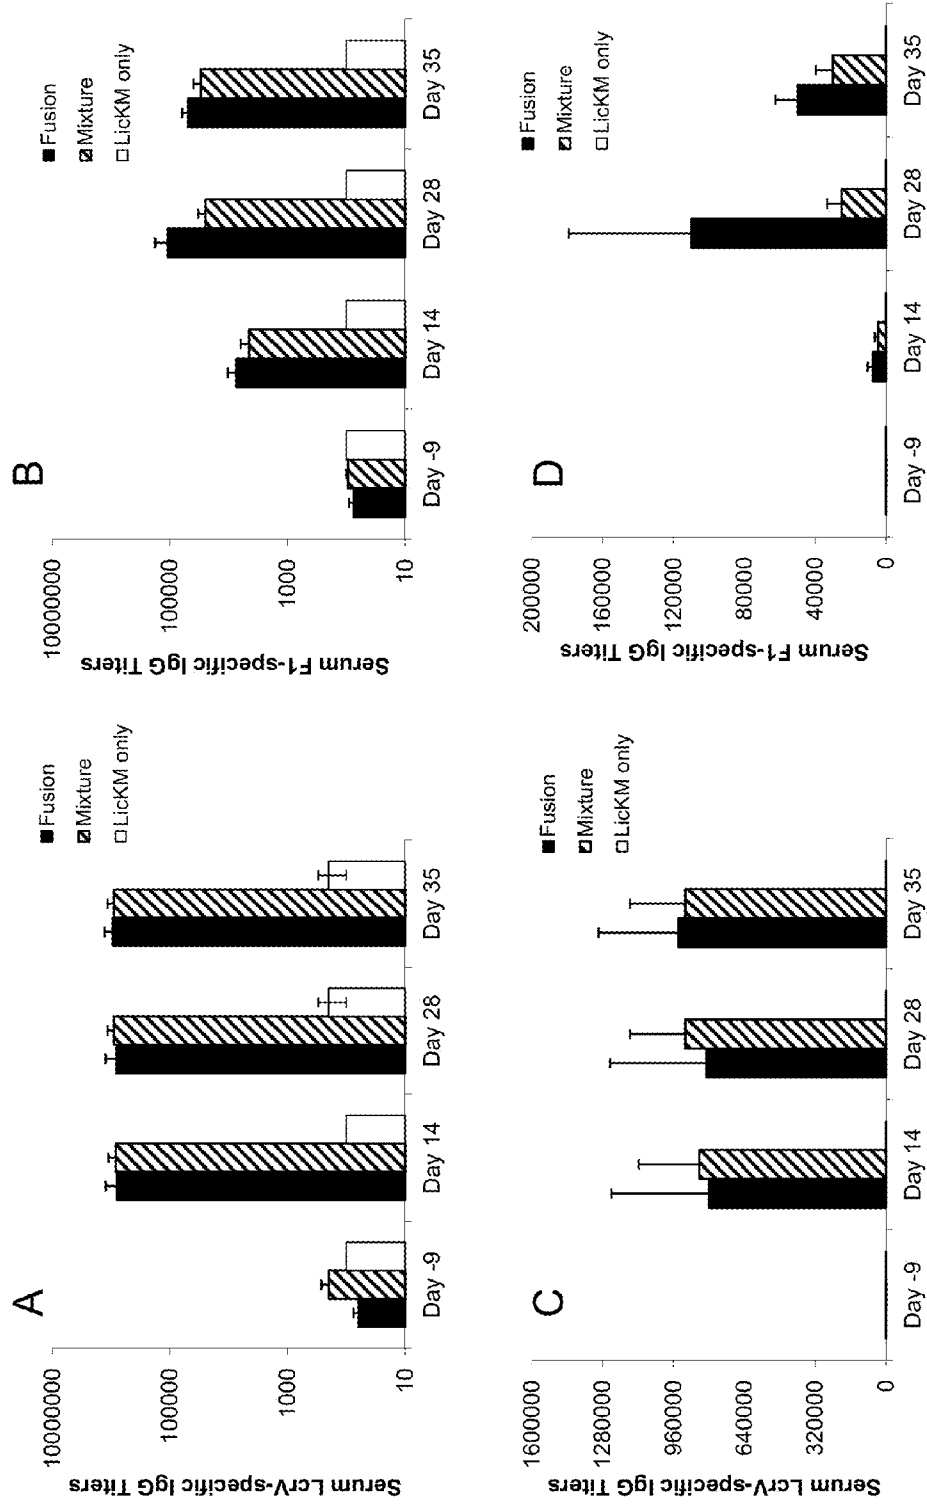 A
Serum LcrV-specific IgG Titers
10000000
100000
1000
10
Day -9
Day 14
Day 28
Day 35
Fusion
Mixture
LicKM only
B
Serum F1-specific IgG Titers
10000000
100000
1000
10
Day -9
Day 14
Day 28
Day 35
Fusion
Mixture
LicKM only
C
Serum LcrV-specific IgG Titers
1600000
1280000
960000
640000
320000
0
Day -9
Day 14
Day 28
Day 35
Fusion
Mixture
LicKM only
D
Serum F1-specific IgG Titers
200000
160000
120000
80000
40000
0
Day -9
Day 14
Day 28
Day 35
Fusion
Mixture
LicKM only